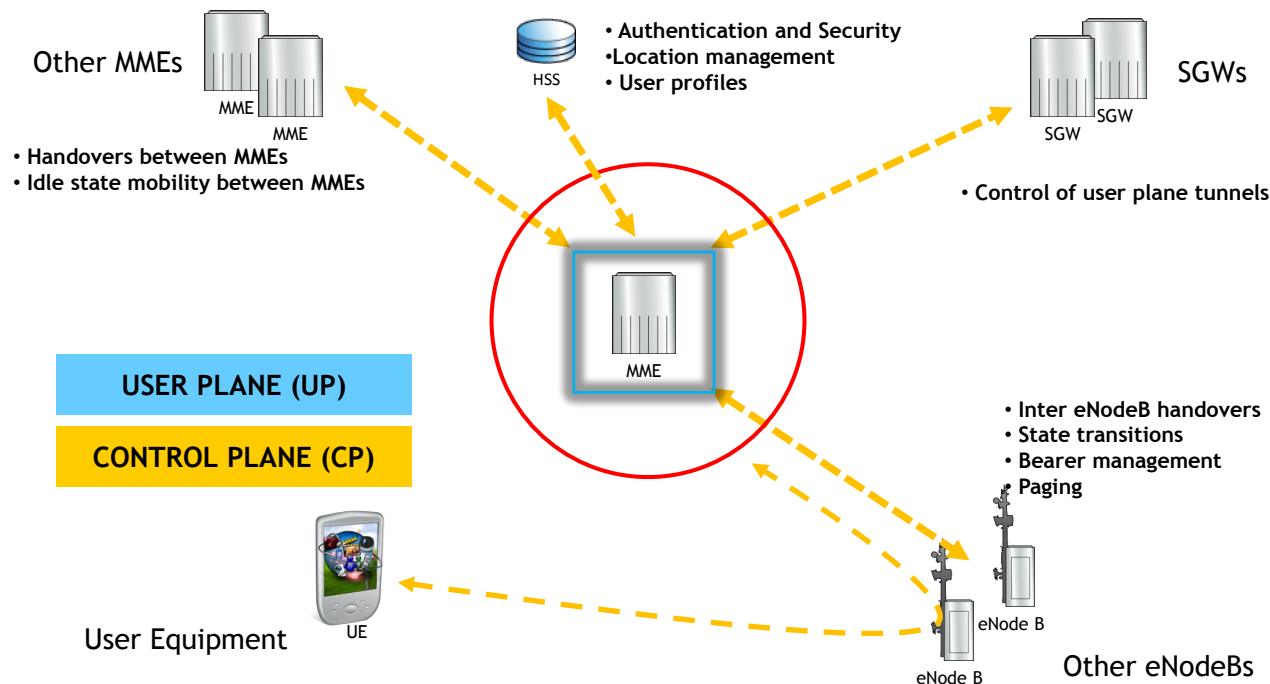 Other MMEs
MME
MME
• Handovers between MMEs
• Idle state mobility between MMEs
HSS
• Authentication and Security
•Location management
• User profiles
SGWs
SGW
SGW
• Control of user plane tunnels
MME
USER PLANE (UP)
CONTROL PLANE (CP)
• Inter eNodeB handovers
• State transitions
• Bearer management
• Paging
User Equipment
UE
eNode B
eNode B
Other eNodeBs